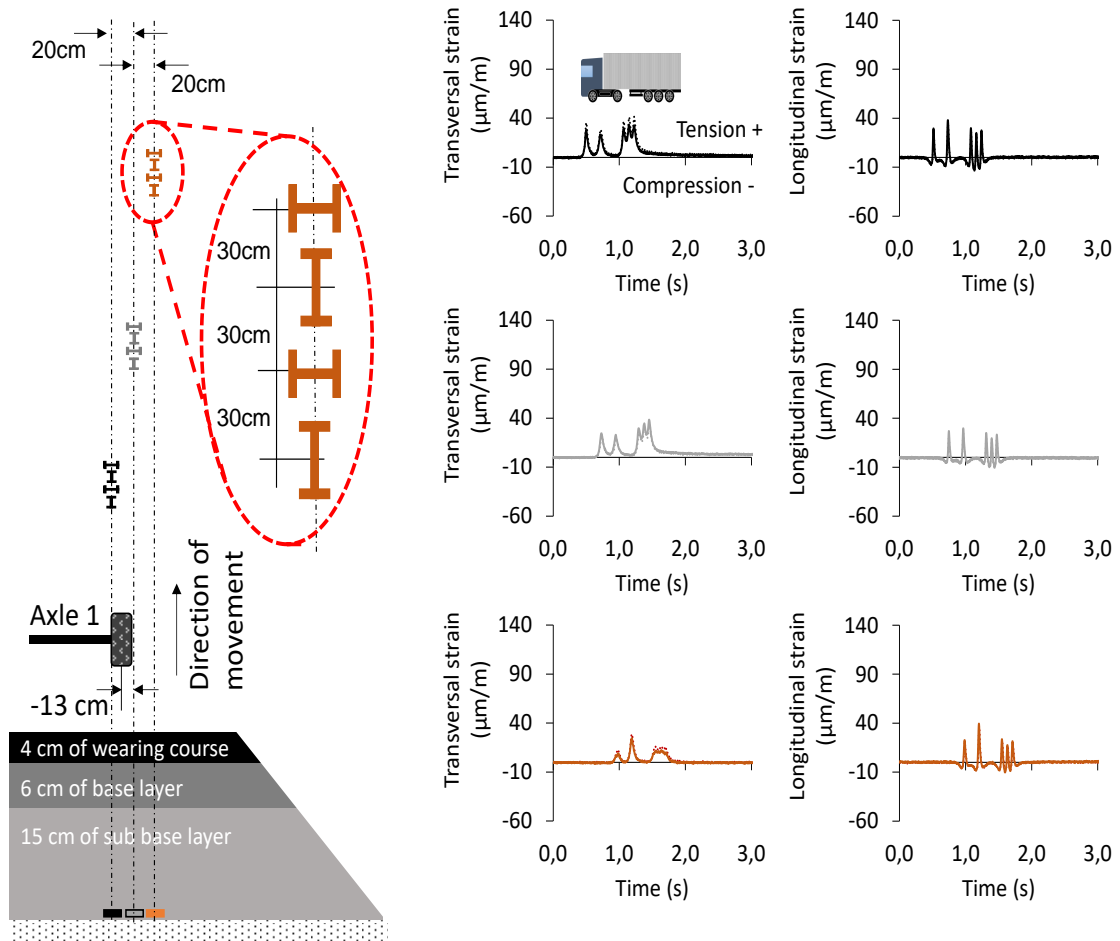 20cm
20cm
30cm
30cm
30cm
Axle 1
Direction of
movement
-13 cm
4 cm of wearing course
6 cm of base layer
15 cm of sub base layer
Transversal strain
(µm/m)
140
90
40
-10
-60
Tension +
Compression -
0,0 1,0 2,0 3,0
Time (s)
Longitudinal strain
(µm/m)
140
90
40
-10
-60
0,0 1,0 2,0 3,0
Time (s)
Transversal strain
(µm/m)
140
90
40
-10
-60
0,0 1,0 2,0 3,0
Time (s)
Longitudinal strain
(µm/m)
140
90
40
-10
-60
0,0 1,0 2,0 3,0
Time (s)
Transversal strain
(µm/m)
140
90
40
-10
-60
0,0 1,0 2,0 3,0
Time (s)
Longitudinal strain
(µm/m)
140
90
40
-10
-60
0,0 1,0 2,0 3,0
Time (s)